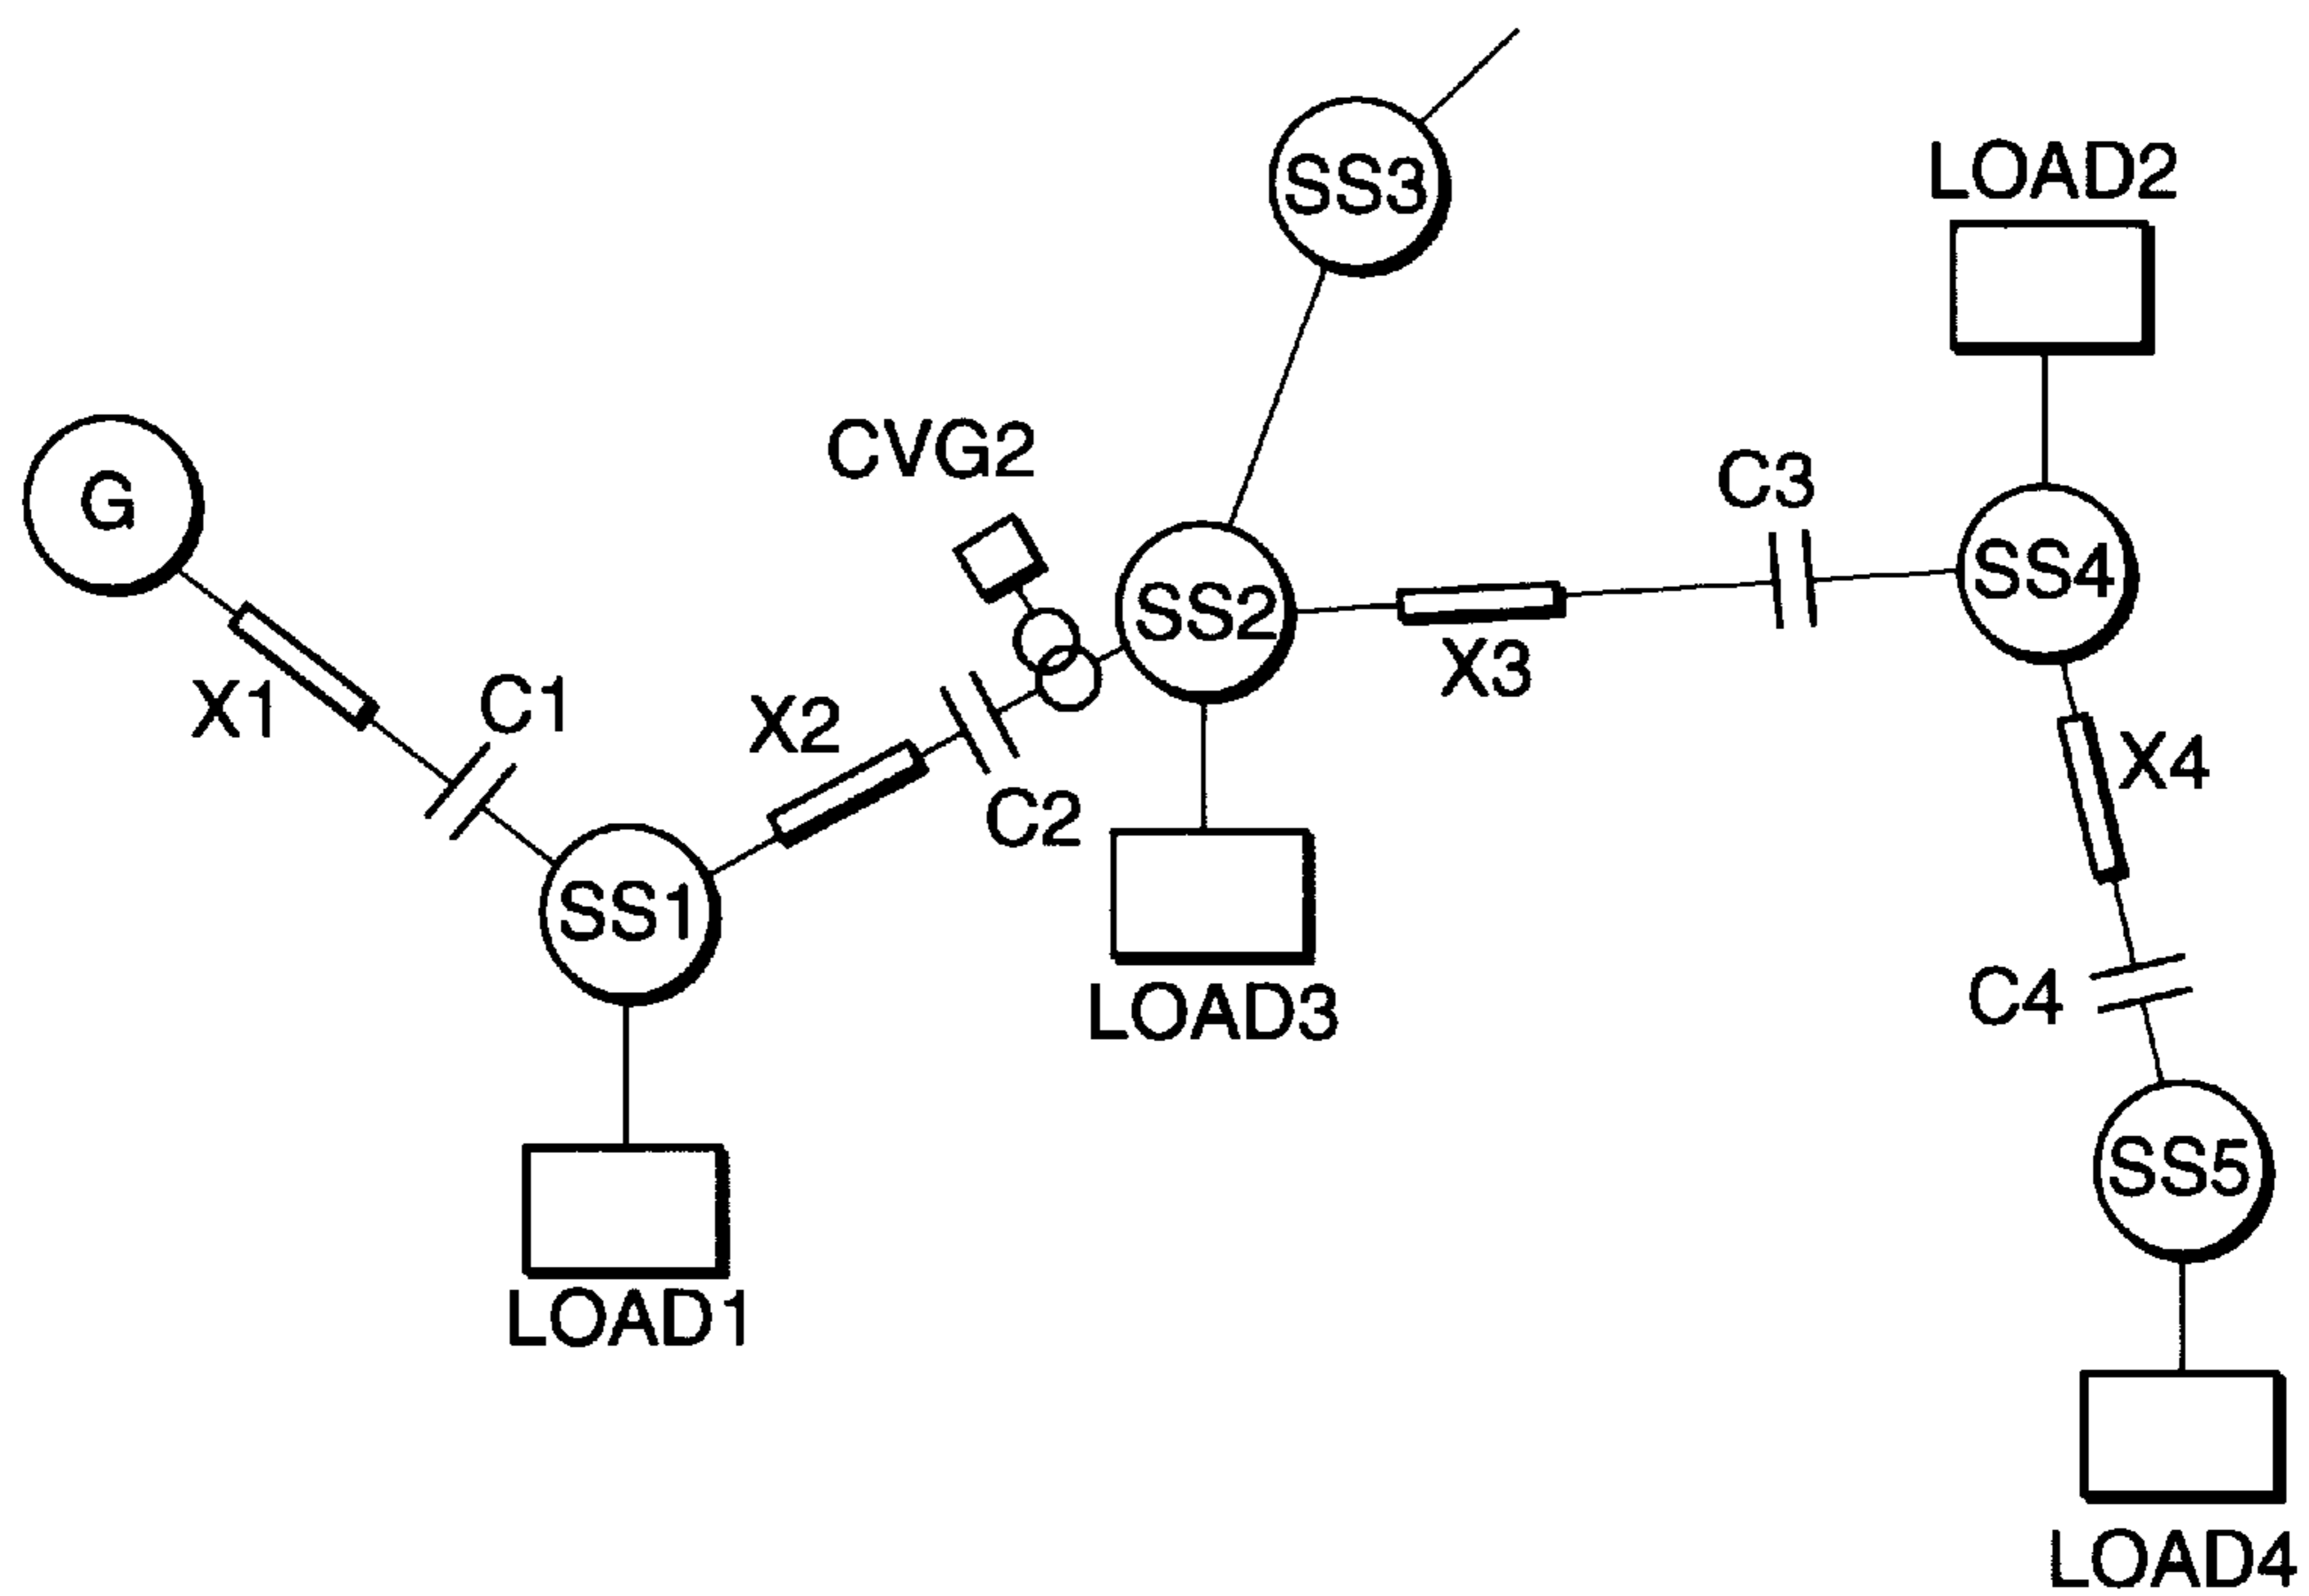 SS3
LOAD2
CVG2
C3
G
SS4
SS2
X3
X1
C1
X2
X4
C2
SS1
C4
LOAD3
SS5
LOAD1
LOAD4